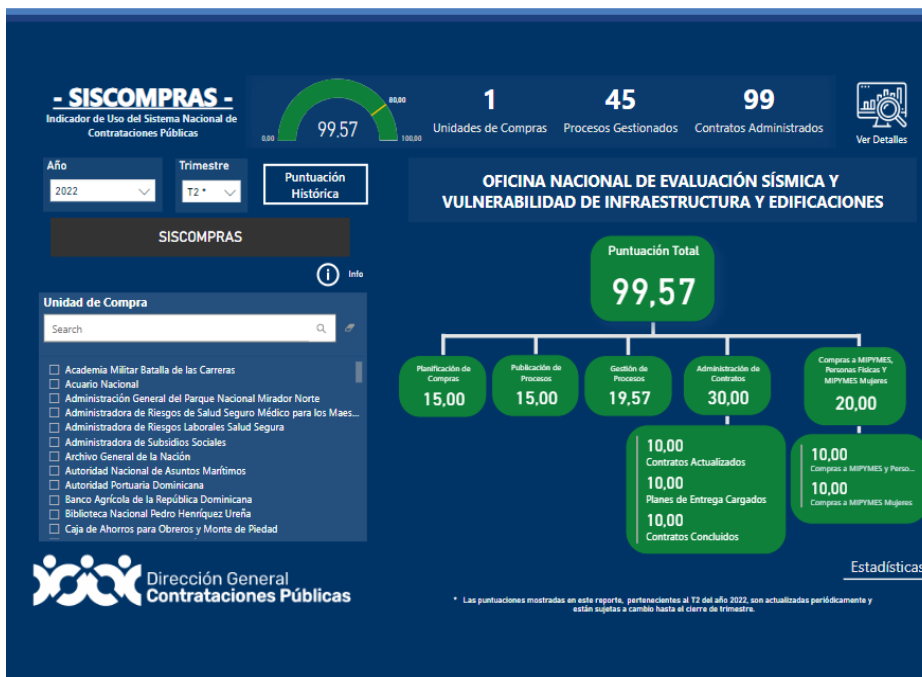 - SISCOMPRAS -
Indicador de Uso del Sistema Nacional de
Contrataciones Públicas
0,00
99,57
80,00
100,00
1
Unidades de Compra
45
Procesos Gestionados
99
Contratos Administrados
Ver Detalles
Año
2022
Trimestre
T2 *
Puntuación
Histórica
SISCOMPRAS
Info
OFICINA NACIONAL DE EVALUACIÓN SÍSMICA Y
VULNERABILIDAD DE INFRAESTRUCTURA Y EDIFICACIONES
Unidad de Compra
Search
Academia Militar Batalla de las Carreras
Acuario Nacional
Administración General del Parque Nacional Mirador Norte
Administradora de Riesgos de Salud Seguro Médico para los Maes...
Administradora de Riesgos Laborales Salud Segura
Administradora de Subsidios Sociales
Archivo General de la Nación
Autoridad Nacional de Asuntos Marítimos
Autoridad Portuaria Dominicana
Banco Agrícola de la República Dominicana
Biblioteca Nacional Pedro Henríquez Ureña
Caja de Ahorros para Obreros y Monte de Piedad
Puntuación Total
99,57
Planificación de
Compras
15,00
Publicación de
Procesos
15,00
Gestión de
Procesos
19,57
Administración de
Contratos
30,00
Compras a MIPYMES,
Personas Físicas Y
MIPYMES Mujeres
20,00
10,00
Contratos Actualizados
10,00
Planes de Entrega Cargados
10,00
Contratos Concluidos
10,00
Compras a MIPYMES y Perso...
10,00
Compras a MIPYMES Mujeres
Dirección General
Contrataciones Públicas
Estadísticas
* Las puntuaciones mostradas en este reporte, pertenecientes al T2 del año 2022, son actualizadas periódicamente y
están sujetas a cambio hasta el cierre de trimestre.